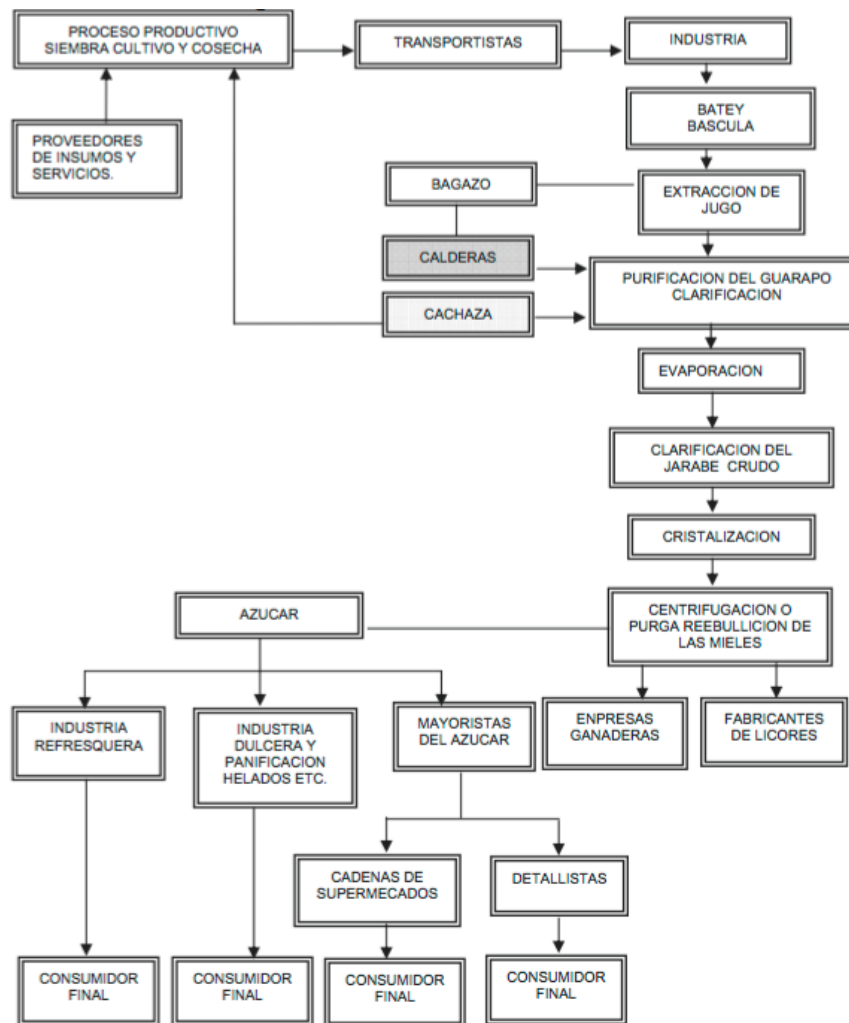 PROCESO PRODUCTIVO
SIEMBRA CULTIVO Y COSECHA
TRANSPORTISTAS
INDUSTRIA
PROVEEDORES
DE INSUMOS Y
SERVICIOS.
BATEY
BASCULA
BAGAZO
EXTRACCION DE
JUGO
CALDERAS
PURIFICACION DEL GUARAPO
CLARIFICACION
CACHAZA
EVAPORACION
CLARIFICACION DEL
JARABE CRUDO
CRISTALIZACION
AZUCAR
CENTRIFUGACION O
PURGA REEBULLICION DE
LAS MIELES
INDUSTRIA
REFRESQUERA
INDUSTRIA
DULCERA Y
PANIFICACION
HELADOS ETC.
MAYORISTAS
DEL AZUCAR
ENPRESAS
GANADERAS
FABRICANTES
DE LICORES
CADENAS DE
SUPERMECADOS
DETALLISTAS
CONSUMIDOR
FINAL
CONSUMIDOR
FINAL
CONSUMIDOR
FINAL
CONSUMIDOR
FINAL